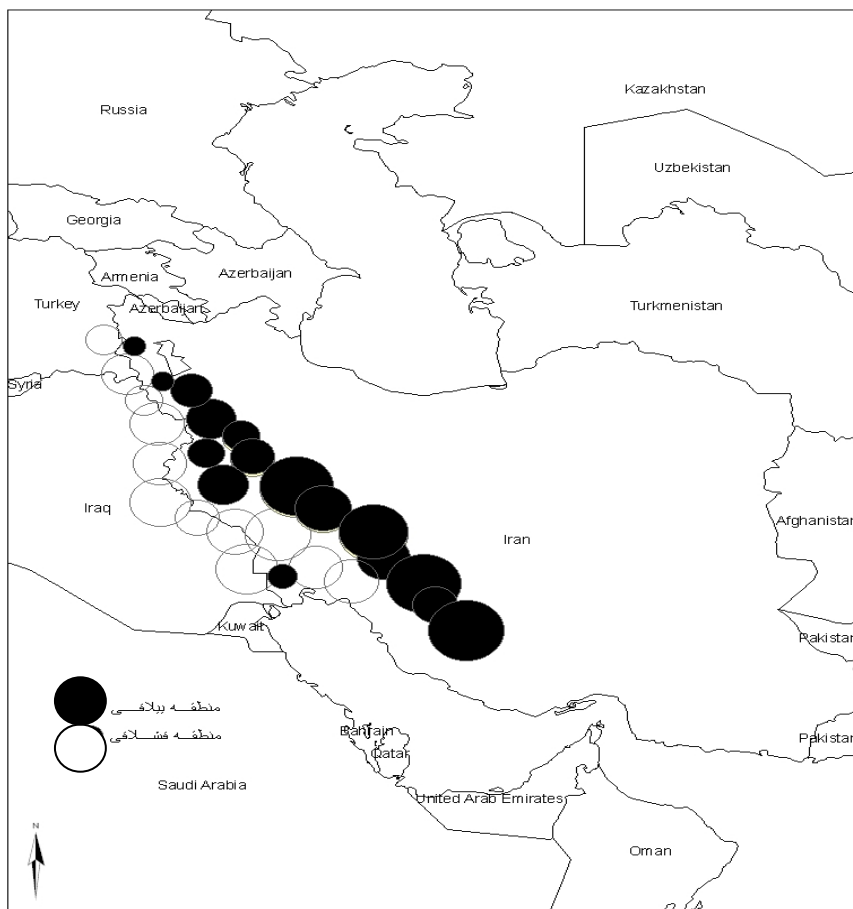 Kazakhstan
Russia
Uzbekistan
Georgia
Azerbaijan
Armenia
Turkey
Azerbaijan
Turkmenistan
Syria
Iraq
Iran
Afghanistan
Kuwait
Pakistan
منطقه ییلاقی
منطقه قشلاقی
Bahrain
Pakistan
Qatar
Saudi Arabia
United Arab Emirates
N
Oman